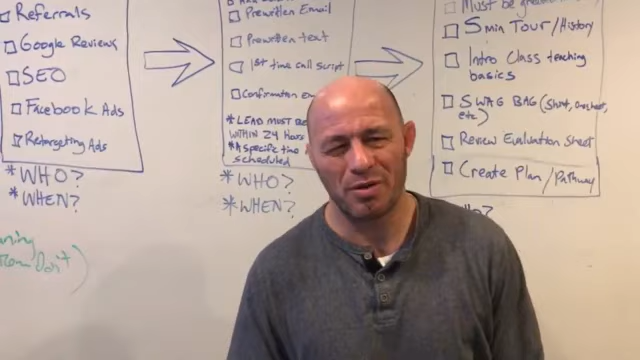 Referrals
Google Reviews
SEO
Facebook Ads
Retargeting Ads
*WHO?
*WHEN?
Prewritten Email
Prewritten text
1st time call script
Confirmation
*LEAD MUST BE
WITHIN 24 Hours
*A specific time
scheduled
*WHO?
*WHEN?
Must be
5 min TOUR/History
Intro Class teaching
basics
SWAG BAG (Shirt,
etc.)
Review Evaluation Sheet
Create Plan/Pathway